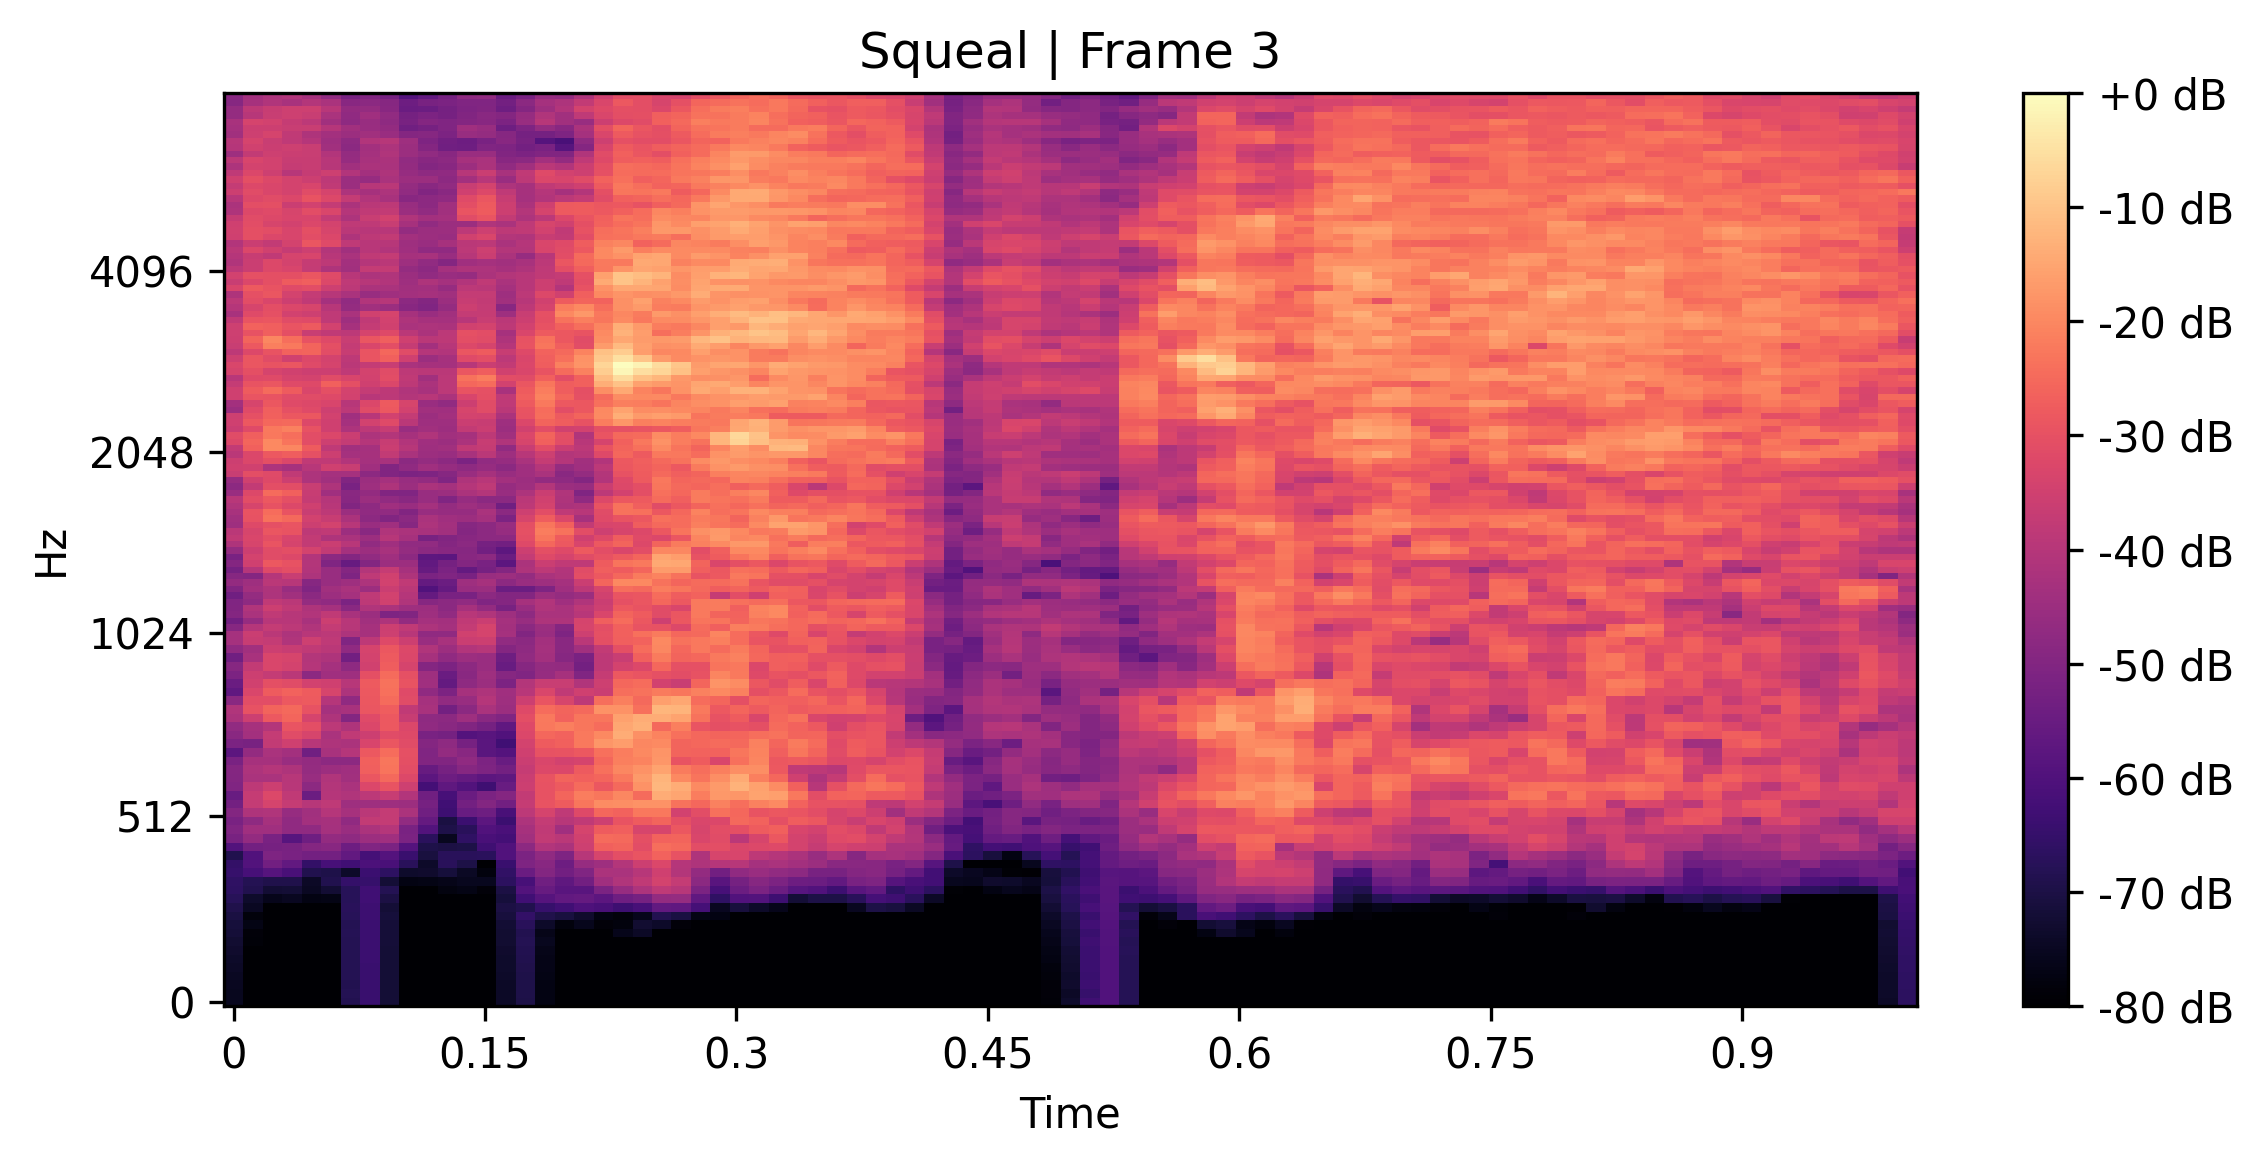 Squeal | Frame 3
+0 dB
-10 dB
-20 dB
-30 dB
-40 dB
-50 dB
-60 dB
-70 dB
-80 dB
Hz
4096
2048
1024
512
0
0 0.15 0.3 0.45 0.6 0.75 0.9
Time